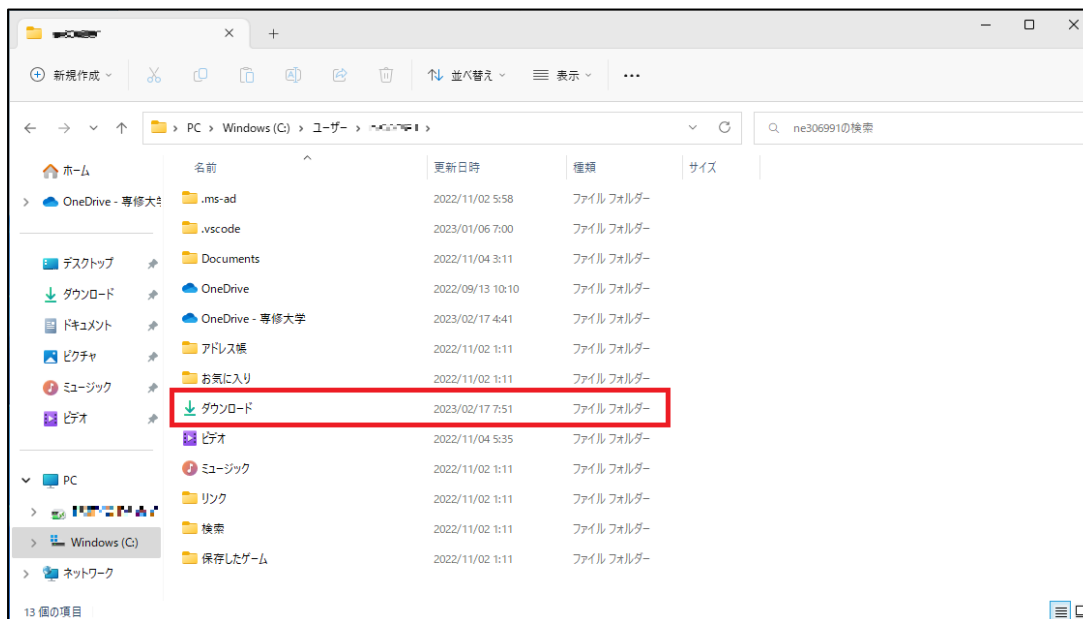 新規作成 並べ替え 表示 ...
PC > Windows (C:) > ユーザー > >
ne306991の検索
名前 更新日時 種類 サイズ
ホーム
OneDrive - 専修大学
デスクトップ
ダウンロード
ドキュメント
ピクチャ
ミュージック
ビデオ
PC
Windows (C:)
ネットワーク
.ms-ad 2022/11/02 5:58 ファイル フォルダー
.vscode 2023/01/06 7:00 ファイル フォルダー
Documents 2022/11/04 3:11 ファイル フォルダー
OneDrive 2022/09/13 10:10 ファイル フォルダー
OneDrive - 専修大学 2023/02/17 4:41 ファイル フォルダー
アドレス帳 2022/11/02 1:11 ファイル フォルダー
お気に入り 2022/11/02 1:11 ファイル フォルダー
ダウンロード 2023/02/17 7:51 ファイル フォルダー
ビデオ 2022/11/04 5:35 ファイル フォルダー
ミュージック 2022/11/02 1:11 ファイル フォルダー
リンク 2022/11/02 1:11 ファイル フォルダー
検索 2022/11/02 1:11 ファイル フォルダー
保存したゲーム 2022/11/02 1:11 ファイル フォルダー
13 個の項目